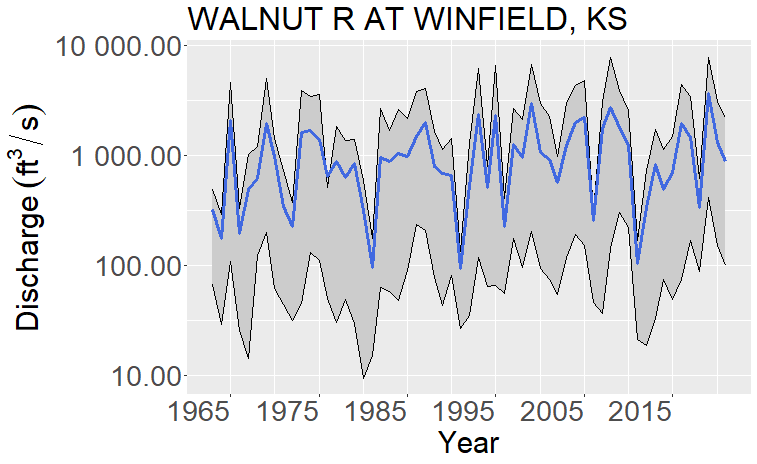 WALNUT R AT WINFIELD, KS
Discharge (ft³ / s)
10 000.00
1 000.00
100.00
10.00
1965 1975 1985 1995 2005 2015
Year